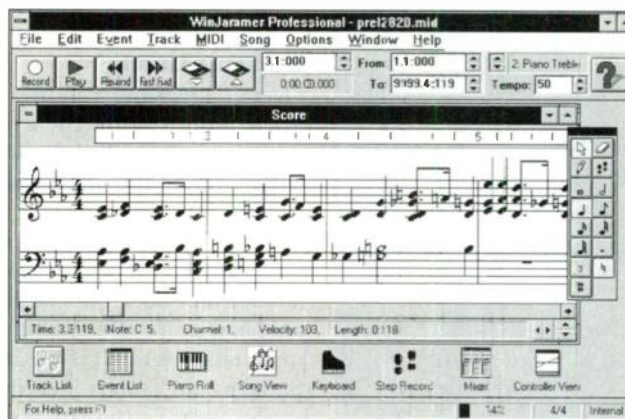 WinJammer Professional - prel2820.mid
File Edit Event Track MIDI Song Options Window Help
3.1:000 From 1.1:000 2: Piano Treble
Record Play Rewind Fast Fwd 0:00:00.000 To: 9999.4:119 Tempo: 50
Score
3 4 5
Time: 3.3:119, Note: C 5, Channel: 1, Velocity: 103, Length: 0:118
Track List Event List Piano Roll Song View Keyboard Step Record Mixer Controller View
For Help, press F1 14% 4/4 Internal